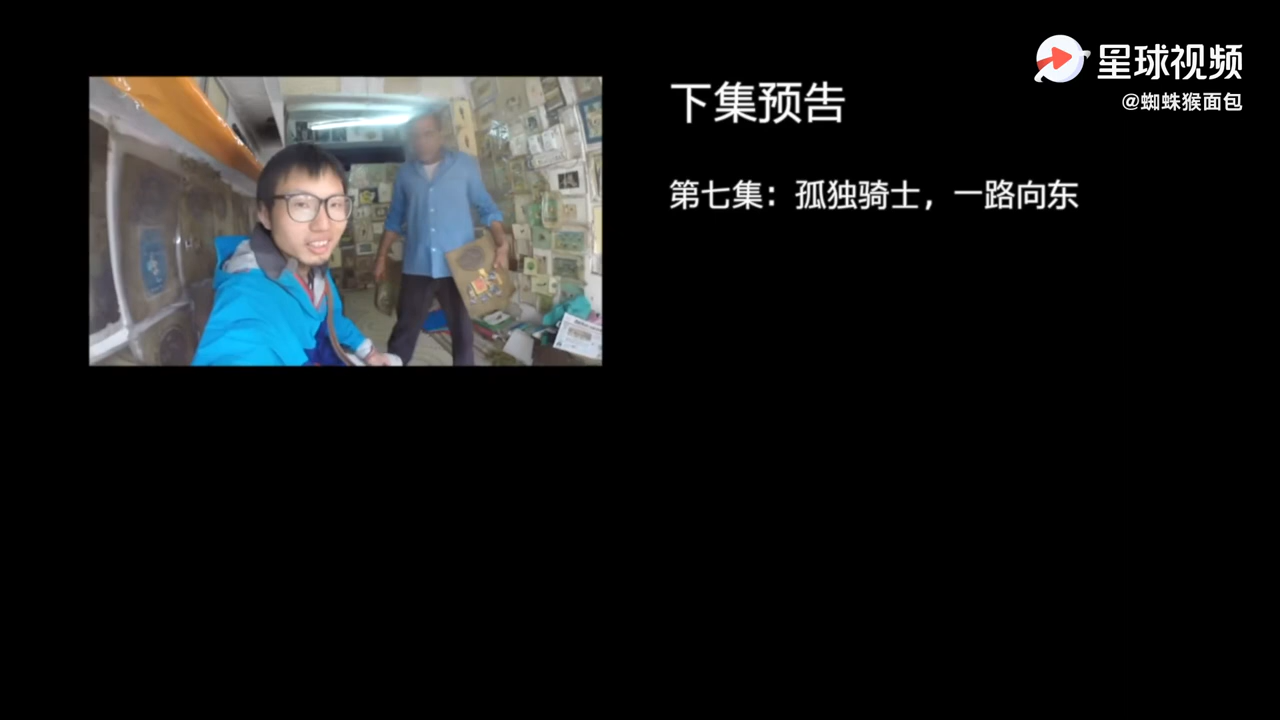 星球视频
@蜘蛛猴面包
下集预告
第七集：孤独骑士，一路向东